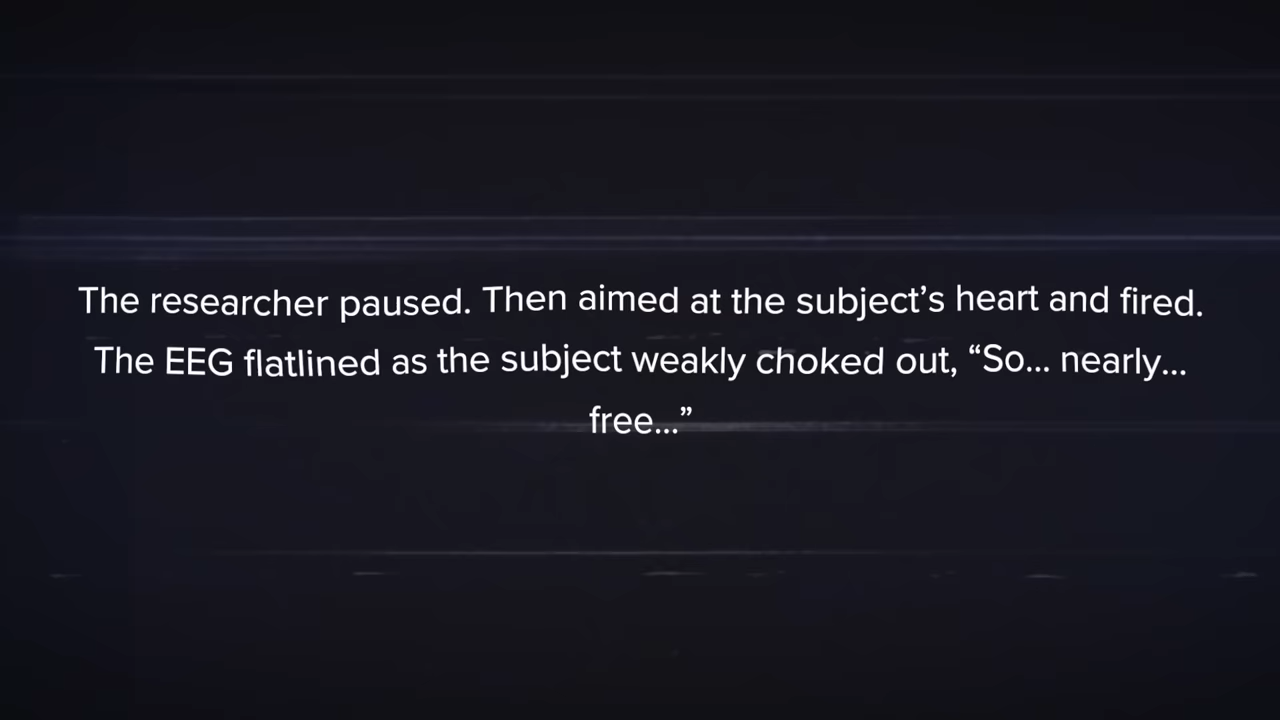 The researcher paused. Then aimed at the subject’s heart and fired.
The EEG flatlined as the subject weakly choked out, “So... nearly...
free...”